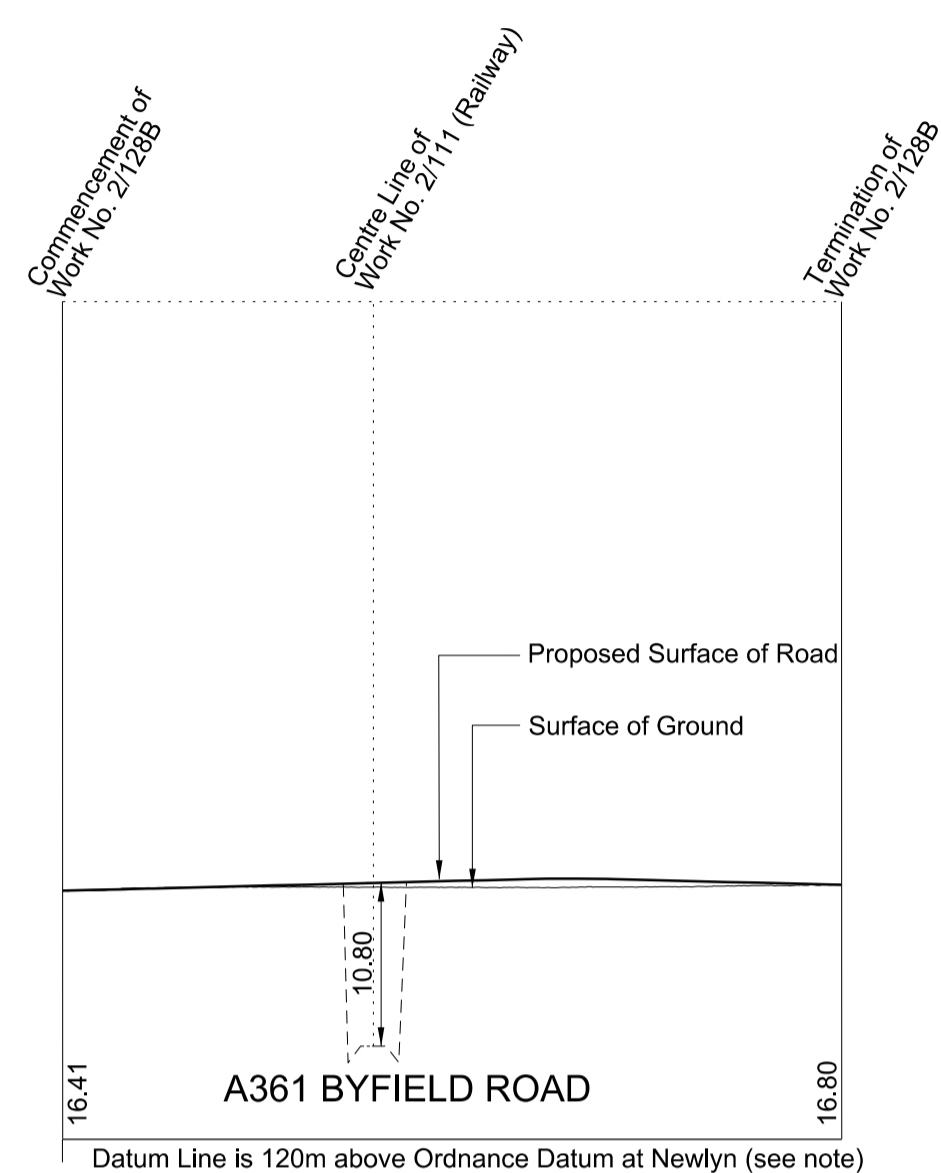 Commencement of
Work No. 2/128B
Centre Line of
Work No. 2/111 (Railway)
Termination of
Work No. 2/128B
Proposed Surface of Road
Surface of Ground
10.80
16.41
A361 BYFIELD ROAD
16.80
Datum Line is 120m above Ordnance Datum at Newlyn (see note)